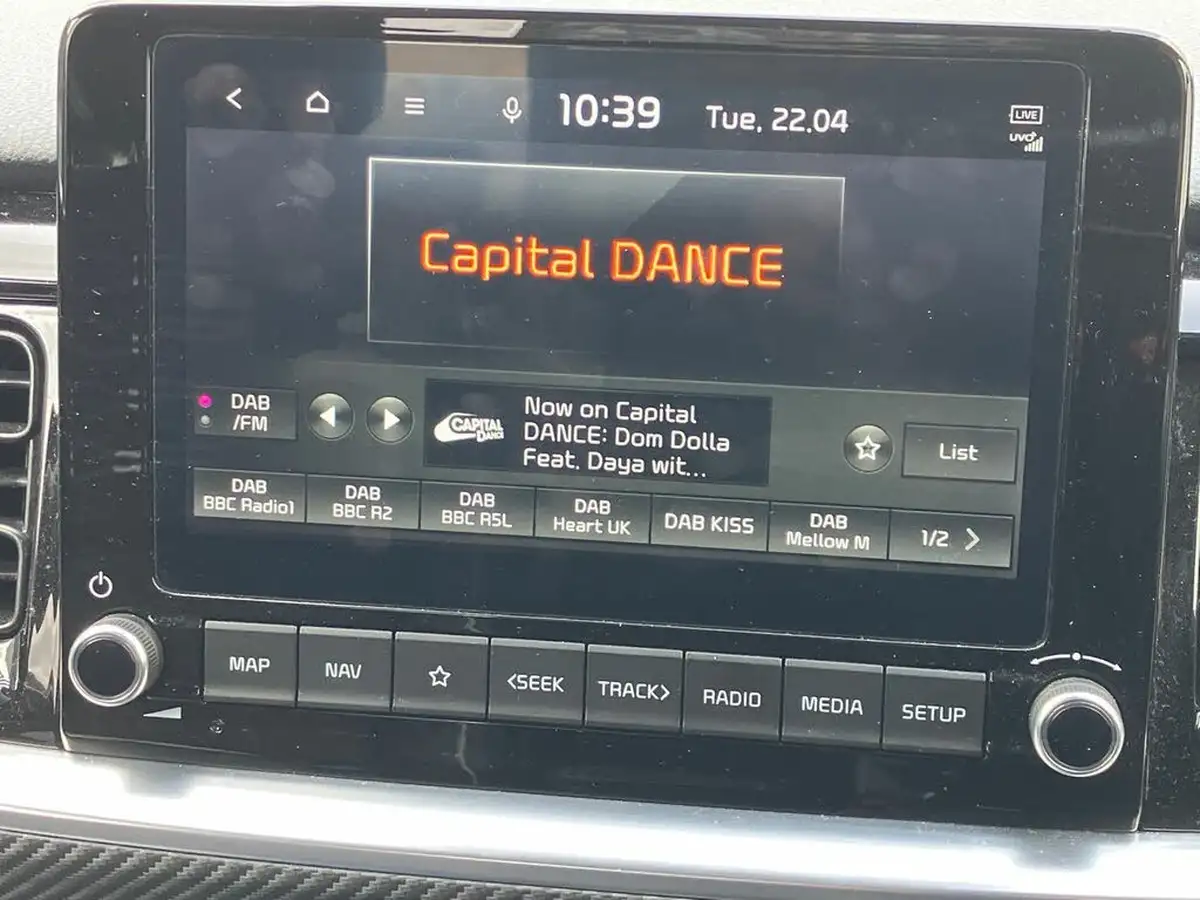 10:39 Tue, 22.04
LIVE
UVO
Capital DANCE
DAB
/FM
CAPITAL
DANCE
Now on Capital
DANCE: Dom Dolla
Feat. Daya wit...
List
DAB
BBC Radio1
DAB
BBC R2
DAB
BBC R5L
DAB
Heart UK
DAB KISS
DAB
Mellow M
1/2 >
MAP
NAV
<SEEK
TRACK>
RADIO
MEDIA
SETUP